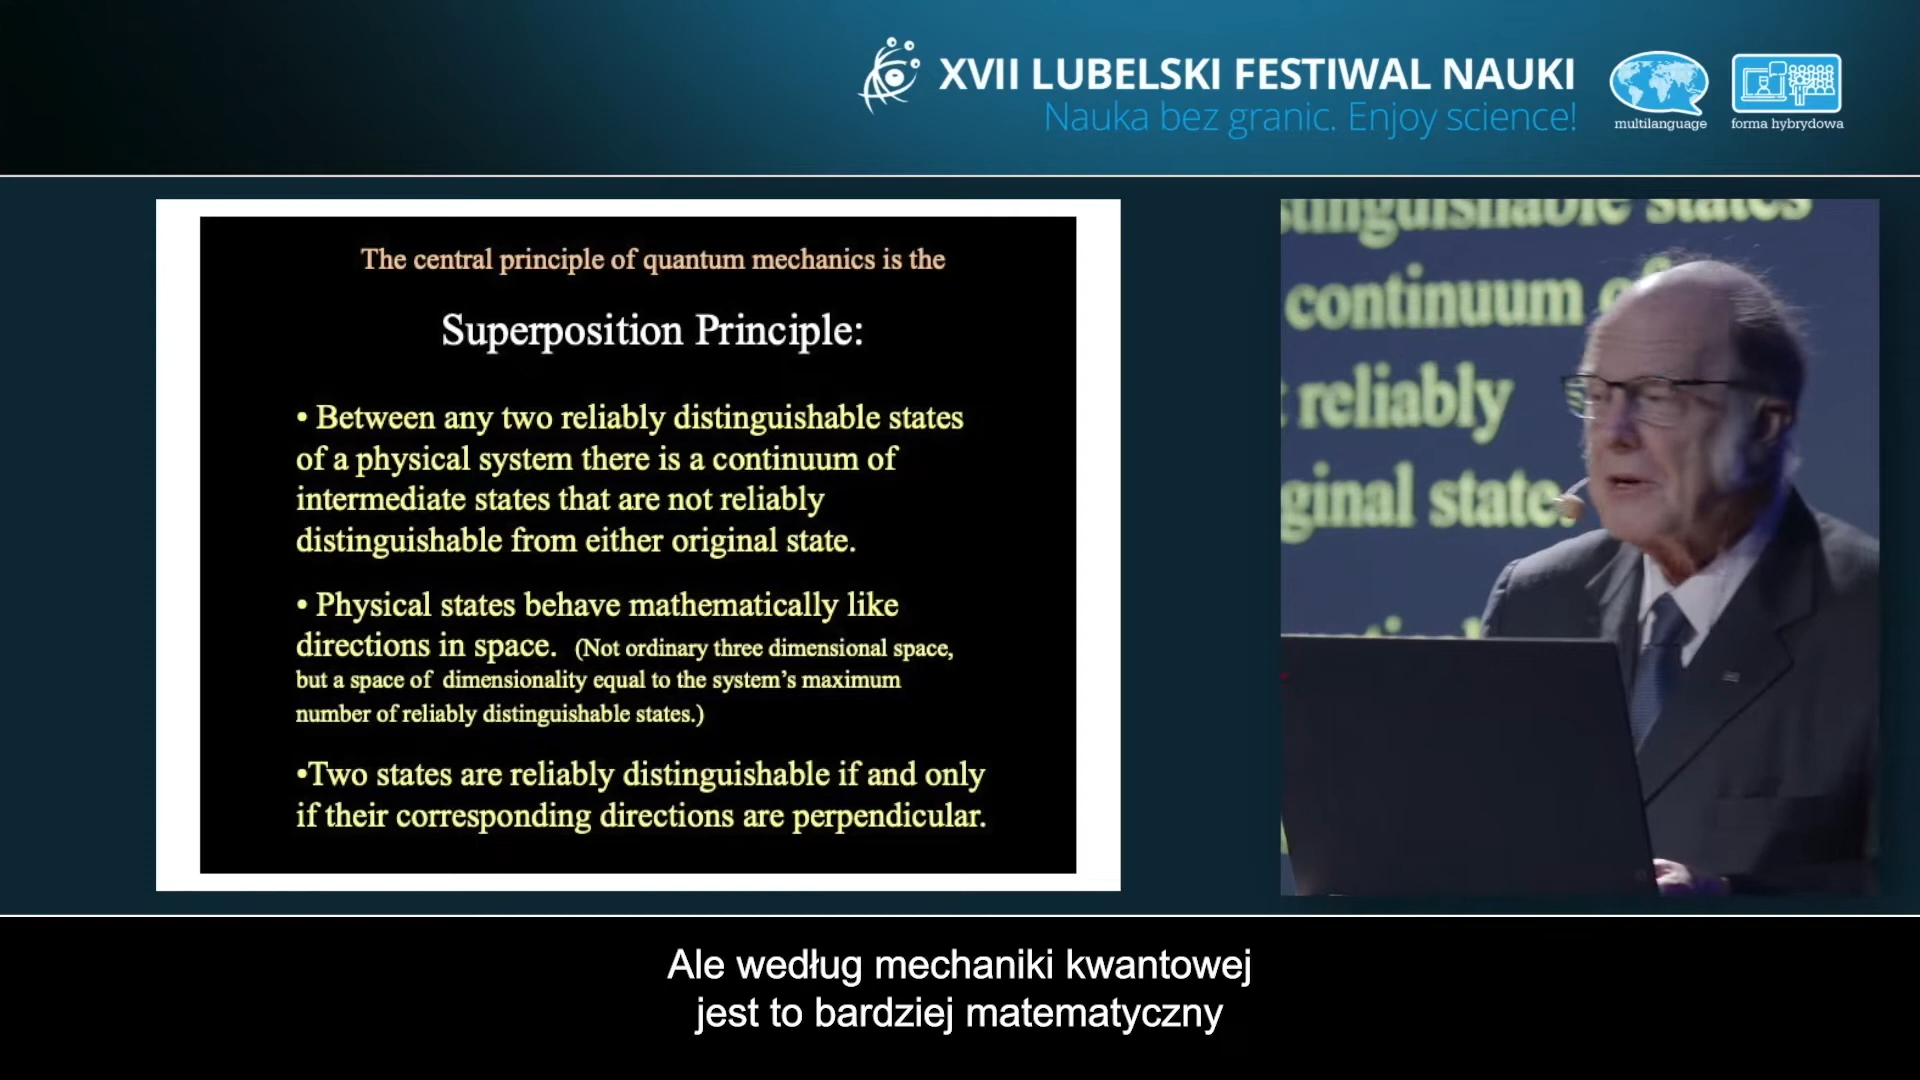 XVII LUBELSKI FESTIWAL NAUKI
Nauka bez granic. Enjoy science!
multilanguage
forma hybrydowa
The central principle of quantum mechanics is the
Superposition Principle:
• Between any two reliably distinguishable states
of a physical system there is a continuum of
intermediate states that are not reliably
distinguishable from either original state.
• Physical states behave mathematically like
directions in space. (Not ordinary three dimensional space,
but a space of dimensionality equal to the system’s maximum
number of reliably distinguishable states.)
•Two states are reliably distinguishable if and only
if their corresponding directions are perpendicular.
states
continuum
reliably
ginal state.
Ale według mechaniki kwantowej
jest to bardziej matematyczny